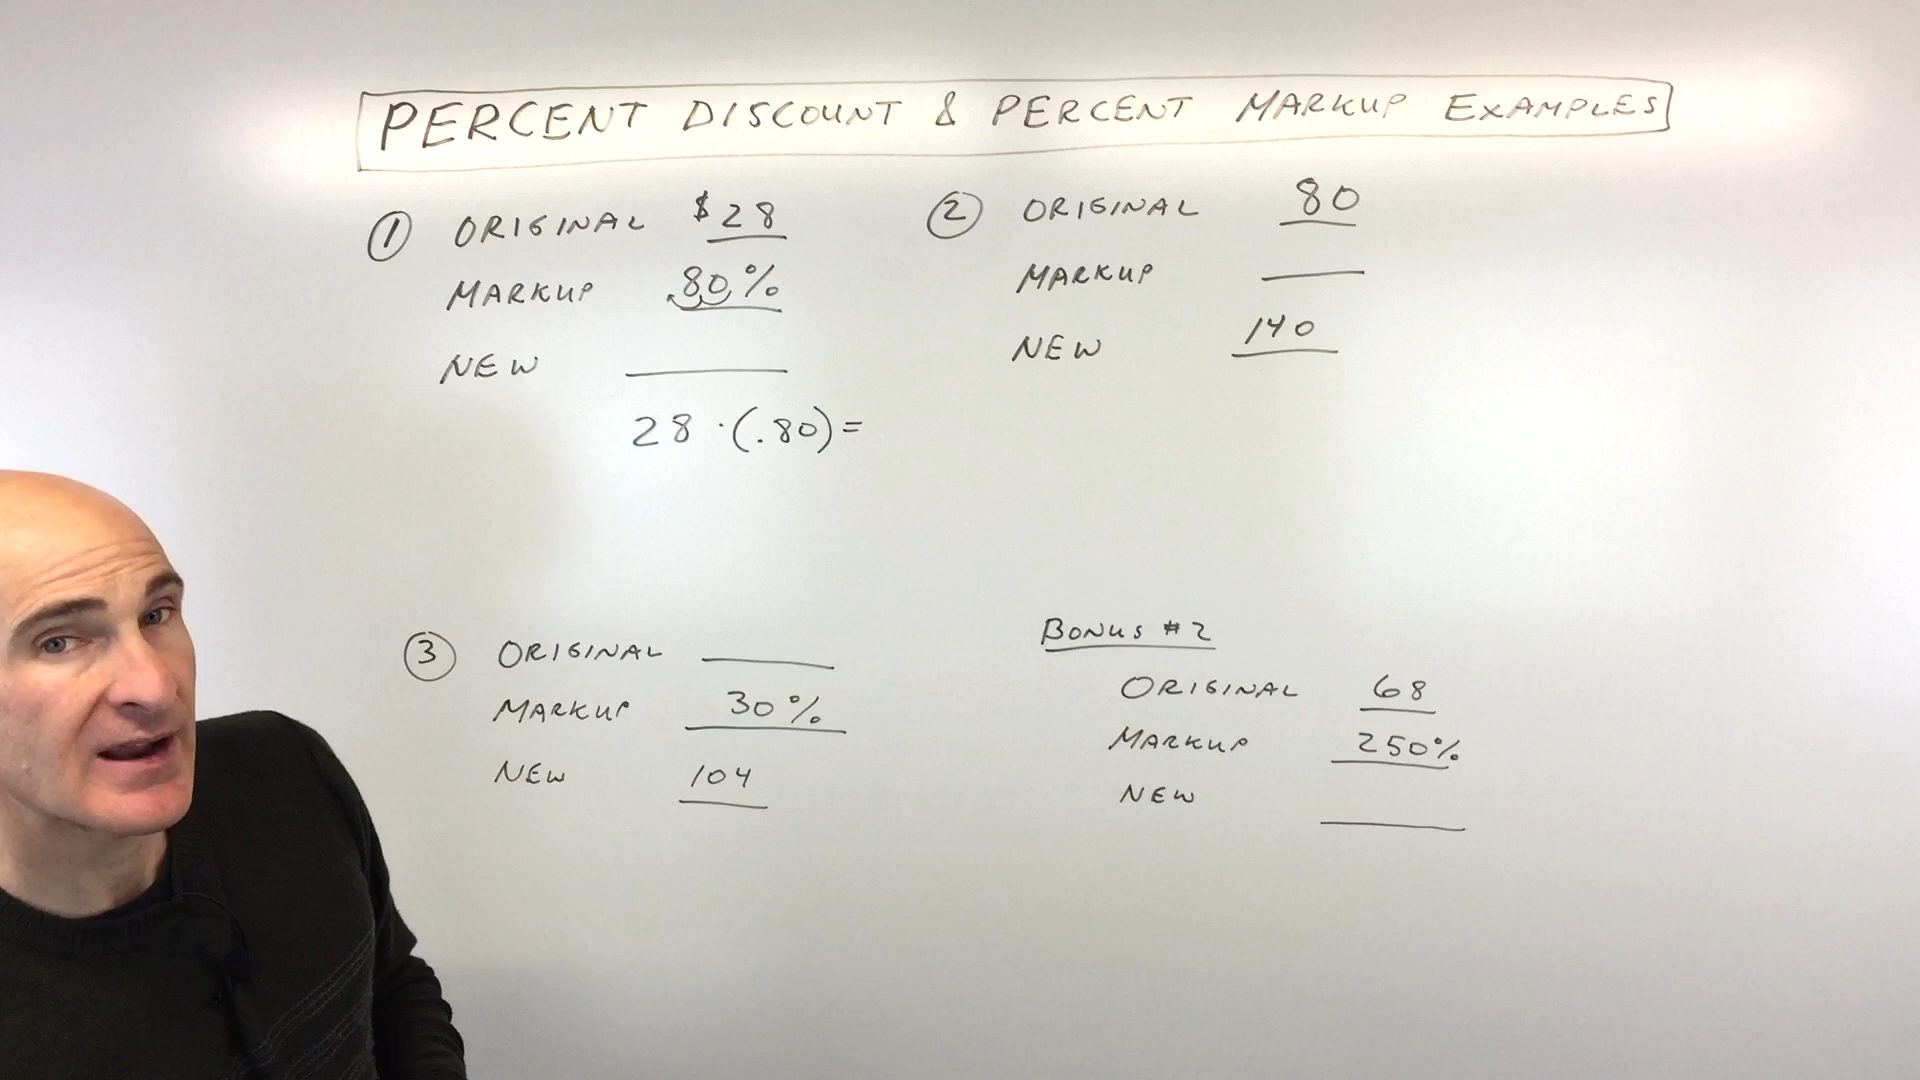 PERCENT DISCOUNT & PERCENT MARKUP EXAMPLES
① ORIGINAL $28
MARKUP 80%
NEW
28 · (.80) =
② ORIGINAL 80
MARKUP
NEW 140
③ ORIGINAL
MARKUP 30%
NEW 104
BONUS #2
ORIGINAL 68
MARKUP 250%
NEW